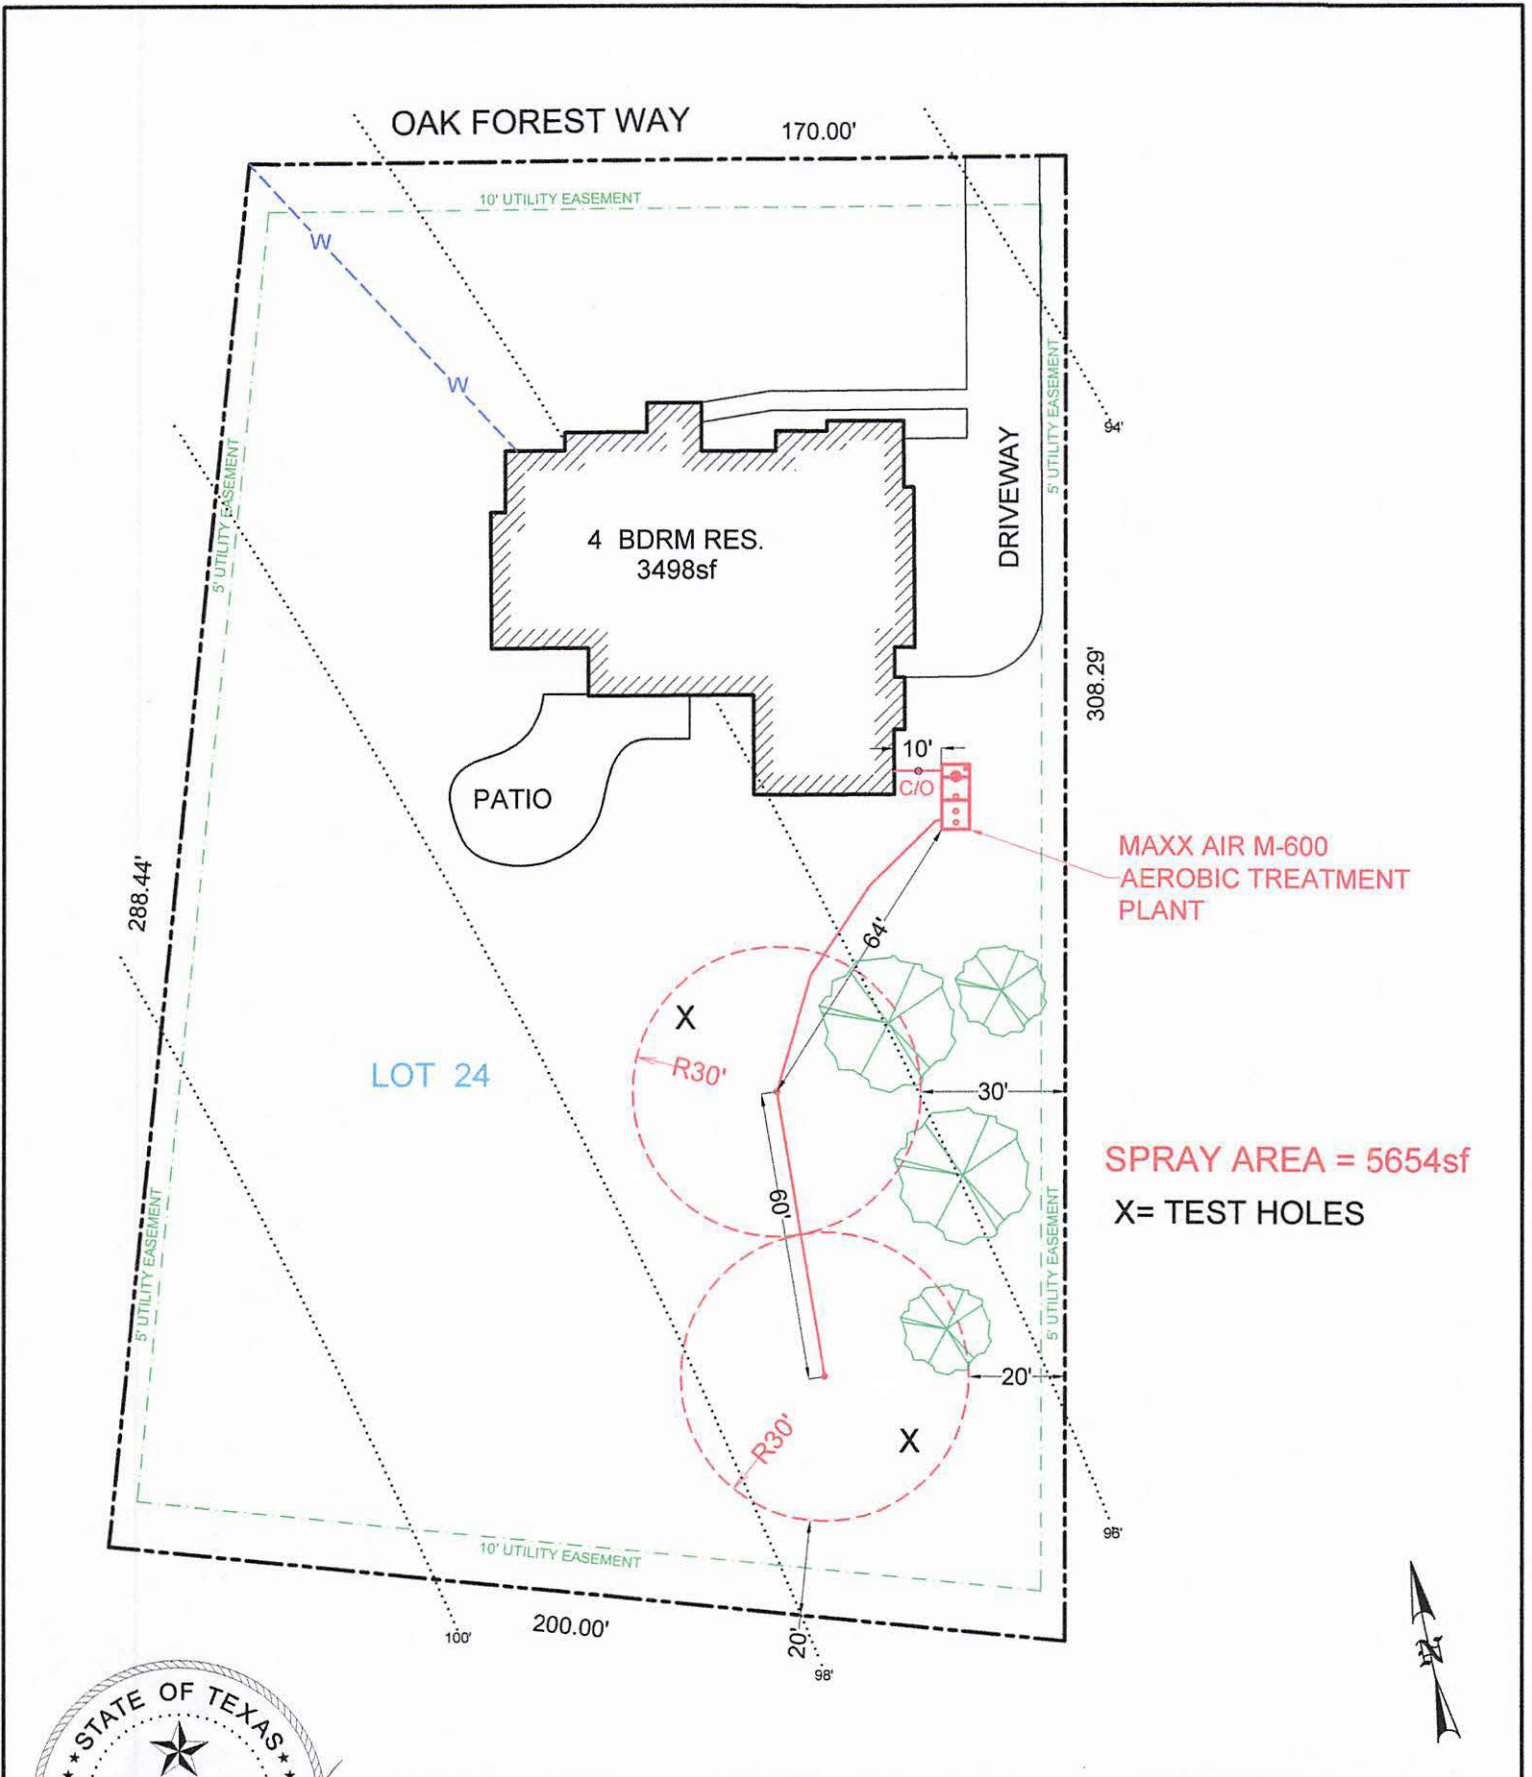 OAK FOREST WAY
170.00'
10' UTILITY EASEMENT
W
W
5' UTILITY EASEMENT
94'
5' UTILITY EASEMENT
DRIVEWAY
4 BDRM RES.
3498sf
308.29'
10'
C/O
PATIO
MAXX AIR M-600
AEROBIC TREATMENT
PLANT
288.44'
64'
X
R30'
LOT 24
30'
SPRAY AREA = 5654sf
X= TEST HOLES
60'
5' UTILITY EASEMENT
5' UTILITY EASEMENT
20'
R30'
X
96'
10' UTILITY EASEMENT
200.00'
100'
20'
98'
N
STATE OF TEXAS